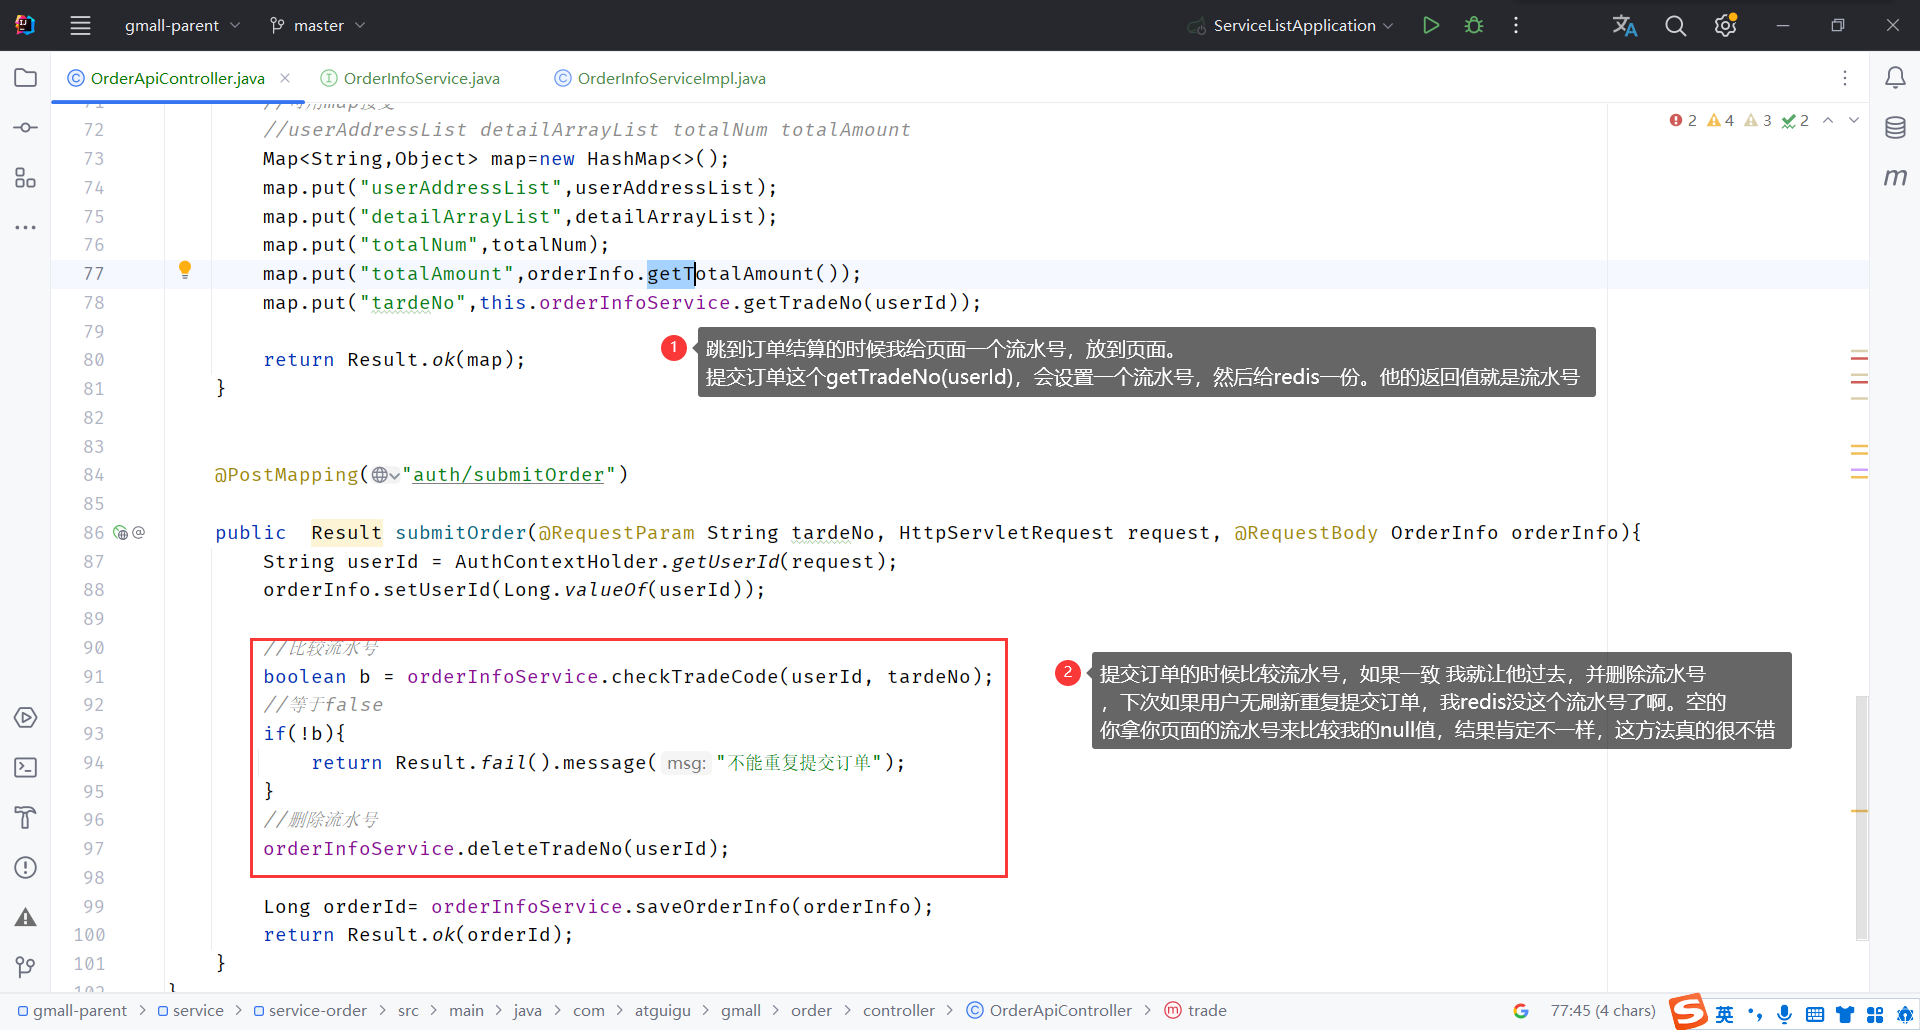 gmall-parent
master
ServiceListApplication
OrderApiController.java
OrderInfoService.java
OrderInfoServiceImpl.java
2 4 3 2
72 //userAddressList detailArrayList totalNum totalAmount
73 Map<String,Object> map=new HashMap<>();
74 map.put("userAddressList",userAddressList);
75 map.put("detailArrayList",detailArrayList);
76 map.put("totalNum",totalNum);
77 map.put("totalAmount",orderInfo.getTotalAmount());
78 map.put("tardeNo",this.orderInfoService.getTradeNo(userId));
79
80 return Result.ok(map);
1 跳到订单结算的时候我给页面一个流水号，放到页面。
提交订单这个getTradeNo(userId)，会设置一个流水号，然后给redis一份。他的返回值就是流水号
81 }
82
83
84 @PostMapping("auth/submitOrder")
85
86 public Result submitOrder(@RequestParam String tardeNo, HttpServletRequest request, @RequestBody OrderInfo orderInfo){
87 String userId = AuthContextHolder.getUserId(request);
88 orderInfo.setUserId(Long.valueOf(userId));
89
90 //比较流水号
91 boolean b = orderInfoService.checkTradeCode(userId, tardeNo);
92 //等于false
93 if(!b){
94 return Result.fail().message( msg: "不能重复提交订单");
95 }
96 //删除流水号
97 orderInfoService.deleteTradeNo(userId);
98
2 提交订单的时候比较流水号，如果一致 我就让他过去，并删除流水号
，下次如果用户无刷新重复提交订单，我redis没这个流水号了啊。空的
你拿你页面的流水号来比较我的null值，结果肯定不一样，这方法真的很不错
99 Long orderId= orderInfoService.saveOrderInfo(orderInfo);
100 return Result.ok(orderId);
101 }
gmall-parent > service > service-order > src > main > java > com > atguigu > gmall > order > controller > OrderApiController > trade
77:45 (4 chars)
英